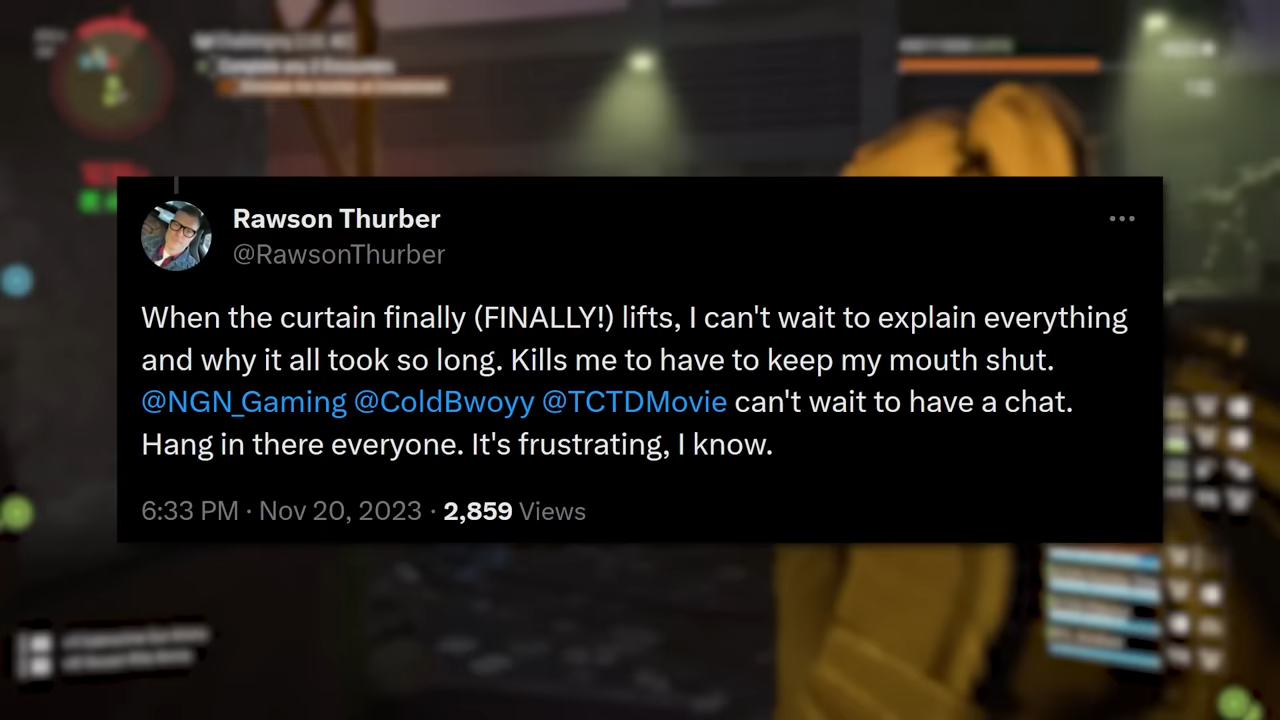 Rawson Thurber
@RawsonThurber
When the curtain finally (FINALLY!) lifts, I can't wait to explain everything
and why it all took so long. Kills me to have to keep my mouth shut.
@NGN_Gaming @ColdBwoyy @TCTDMovie can't wait to have a chat.
Hang in there everyone. It's frustrating, I know.
6:33 PM · Nov 20, 2023 · 2,859 Views